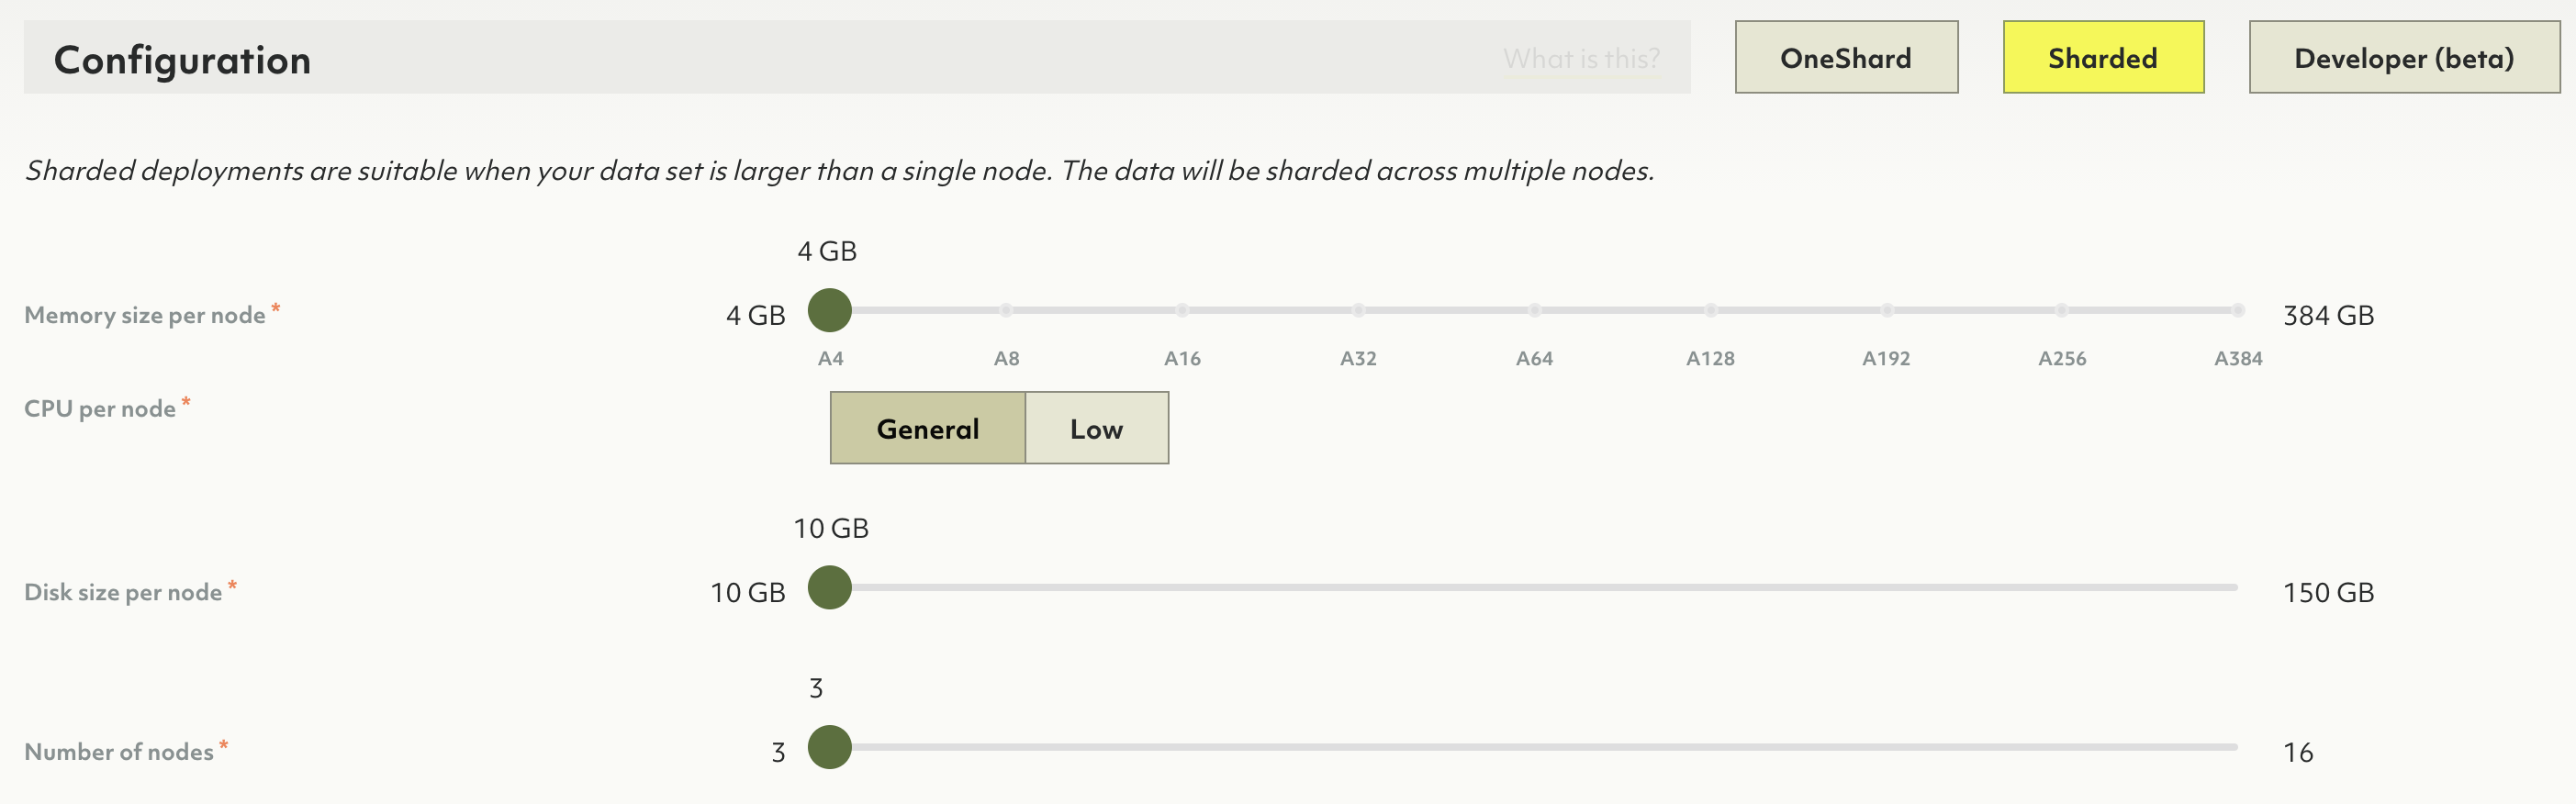 Configuration
What is this?
OneShard
Sharded
Developer (beta)
Sharded deployments are suitable when your data set is larger than a single node. The data will be sharded across multiple nodes.
4 GB
Memory size per node *
4 GB
384 GB
A4 A8 A16 A32 A64 A128 A192 A256 A384
CPU per node *
General
Low
10 GB
Disk size per node *
10 GB
150 GB
3
Number of nodes *
3
16